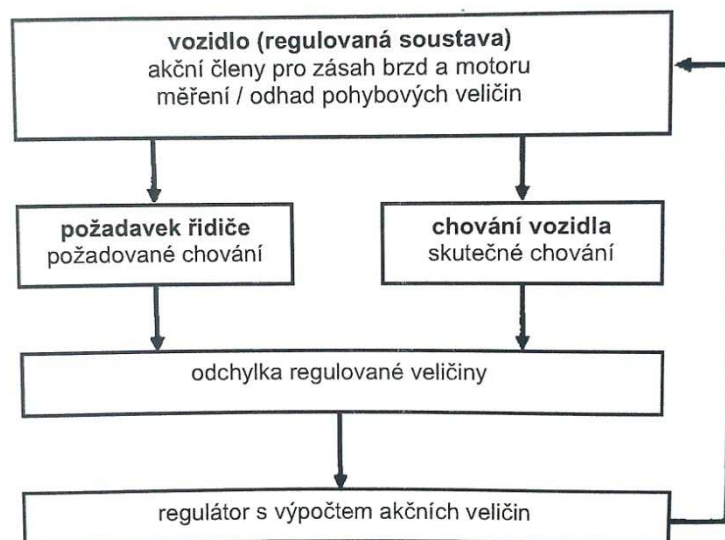 vozidlo (regulovaná soustava)
akční členy pro zásah brzd a motoru
měření / odhad pohybových veličin
požadavek řidiče
požadované chování
chování vozidla
skutečné chování
odchylka regulované veličiny
regulátor s výpočtem akčních veličin